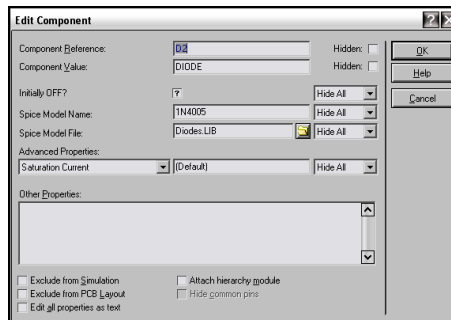 Edit Component
Component Reference: D2 Hidden: OK
Component Value: DIODE Hidden: Help
Cancel
Initially OFF? ? Hide All
Spice Model Name: 1N4005 Hide All
Spice Model File: Diodes.LIB Hide All
Advanced Properties:
Saturation Current (Default) Hide All
Other Properties:
Exclude from Simulation Attach hierarchy module
Exclude from PCB Layout Hide common pins
Edit all properties as text